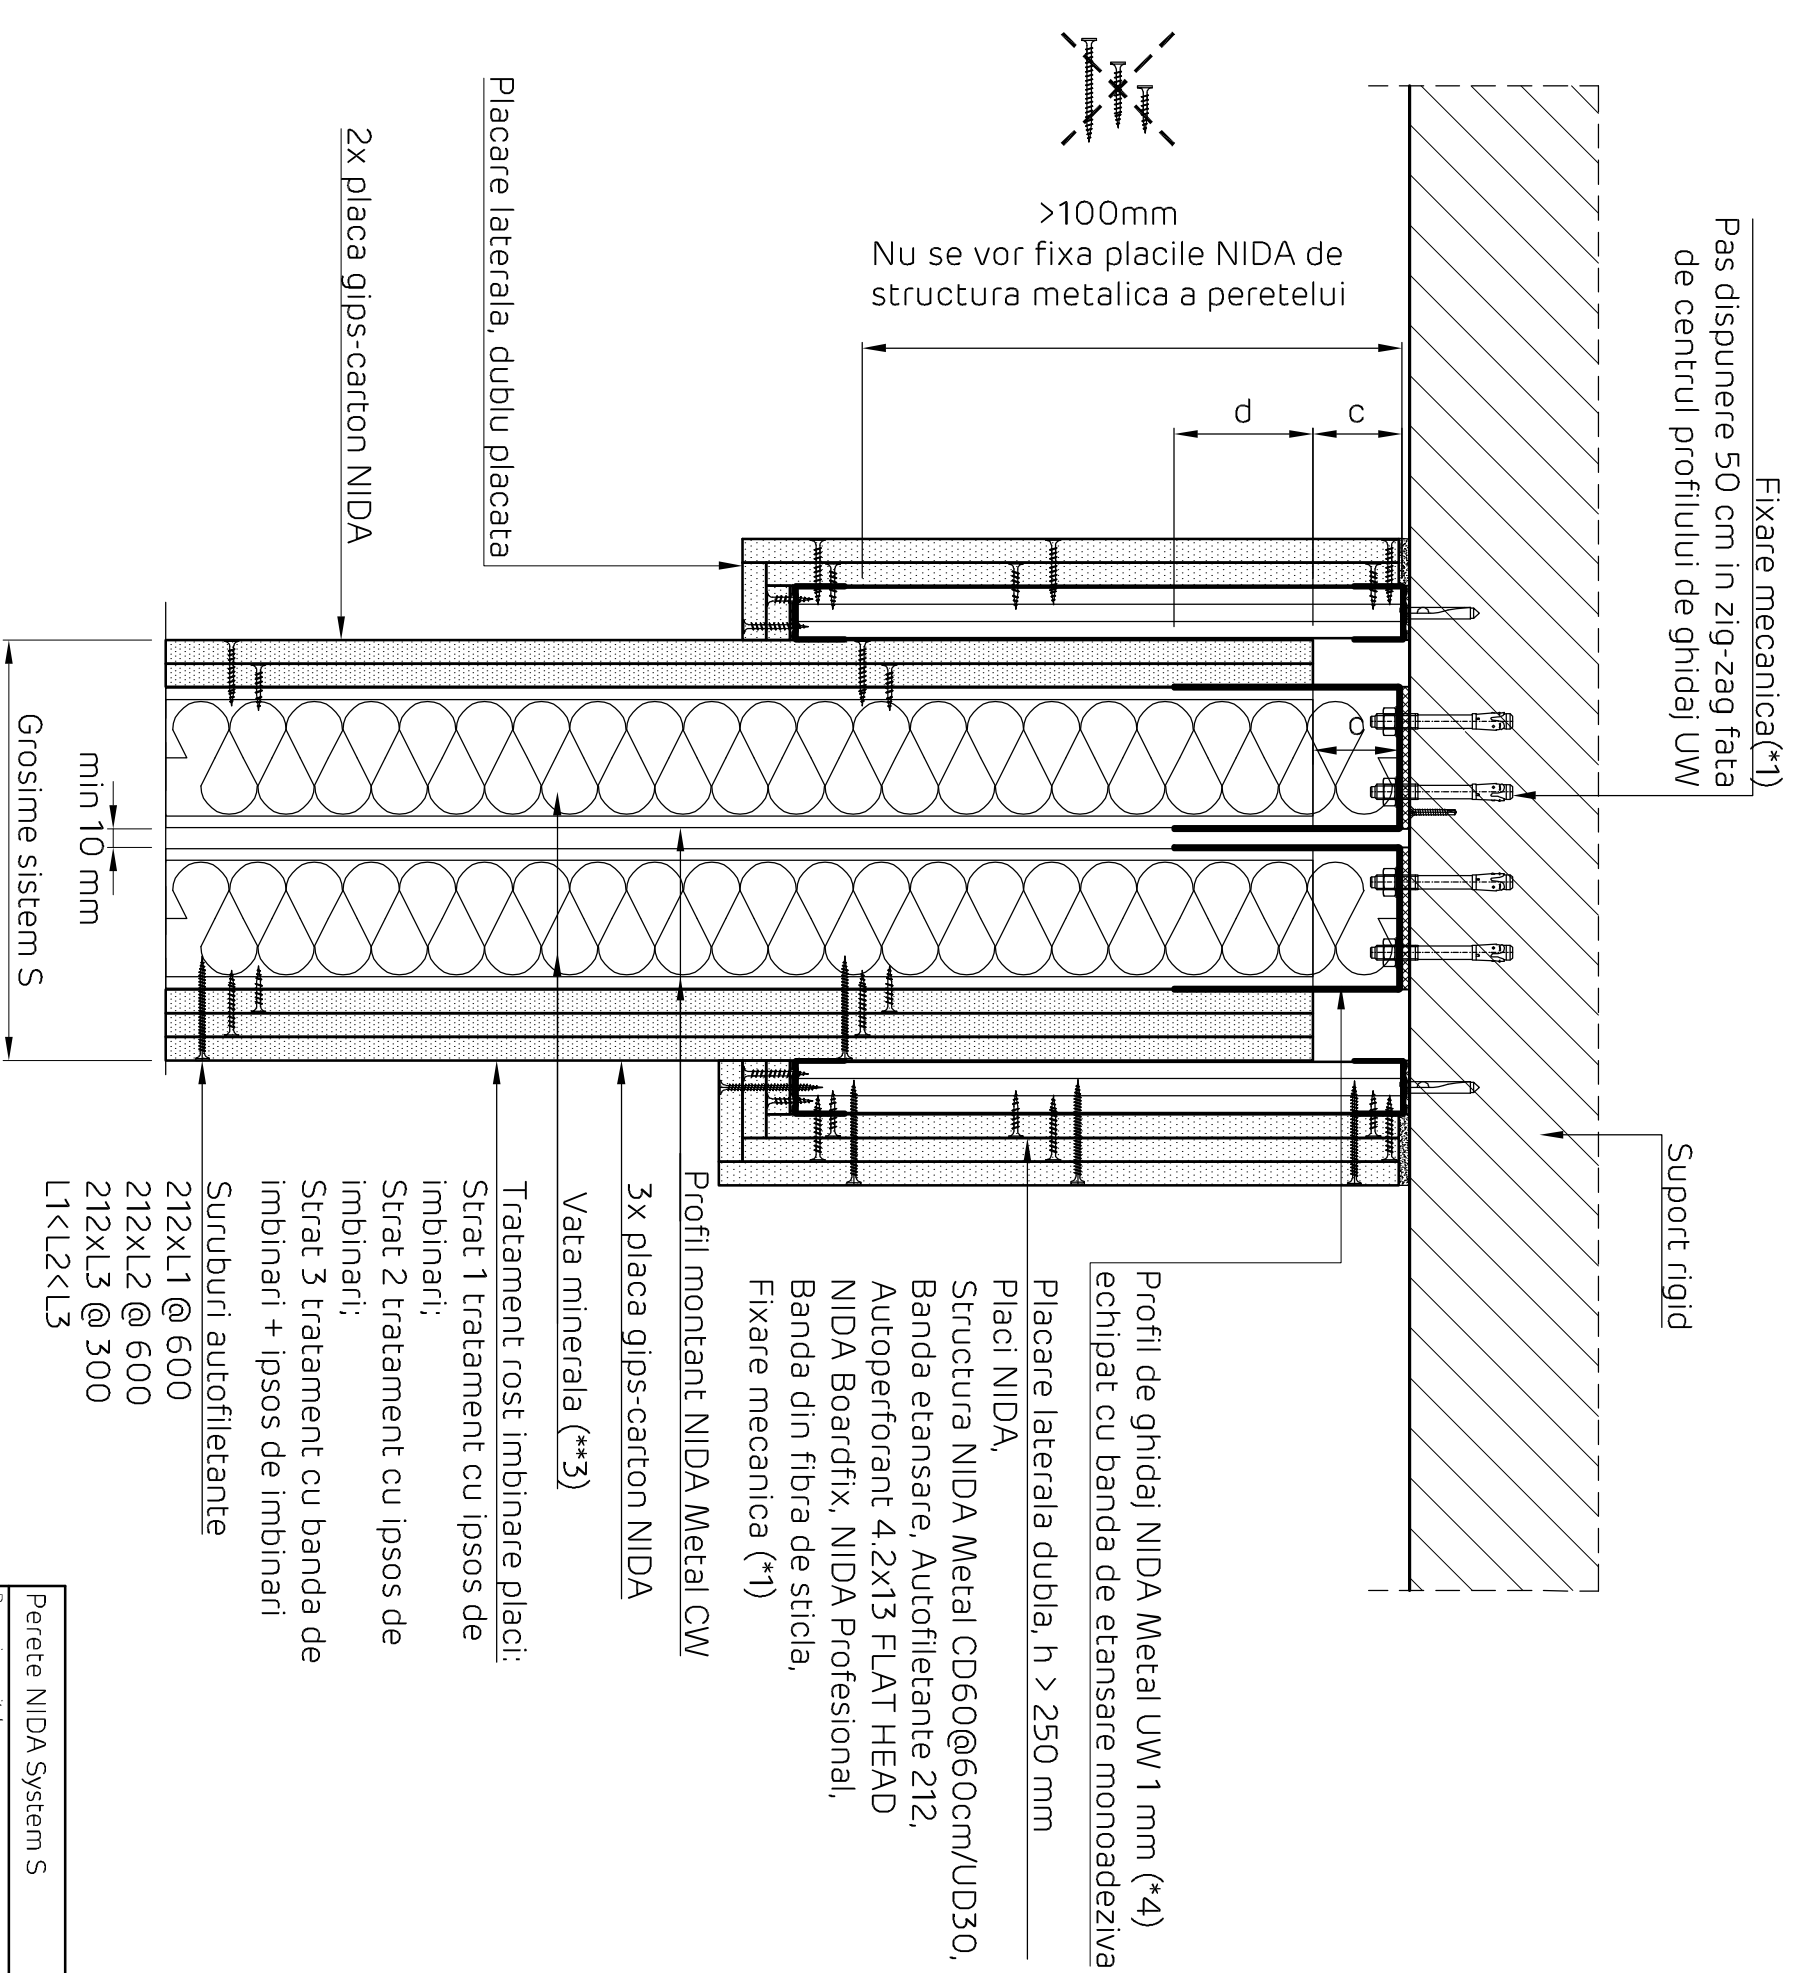 Fixare mecanica(*1)
Pas dispunere 50 cm in zig-zag fata
de centrul profilului de ghidaj UW
Suport rigid
>100mm
Nu se vor fixa placile NIDA de
structura metalica a peretelui
d
c
c
Placare laterala, dublu placata
2x placa gips-carton NIDA
min 10 mm
Grosime sistem S
Profil de ghidaj NIDA Metal UW 1 mm (*4)
echipat cu banda de etansare monoadeziva
Placare laterala dubla, h > 250 mm
Placi NIDA,
Structura NIDA Metal CD60@60cm/UD30,
Banda etansare, Autofiletante 212,
Autoperforant 4.2x13 FLAT HEAD
NIDA Boardfix, NIDA Profesional,
Banda din fibra de sticla,
Fixare mecanica (*1)
Profil montant NIDA Metal CW
3x placa gips-carton NIDA
Vata minerala (**3)
Tratament rost imbinare placi:
Strat 1 tratament cu ipsos de
imbinari;
Strat 2 tratament cu ipsos de
imbinari;
Strat 3 tratament cu banda de
imbinari + ipsos de imbinari
Suruburi autofiletante
212xL1 @ 600
212xL2 @ 600
212xL3 @ 300
L1<L2<L3
Perete NIDA System S